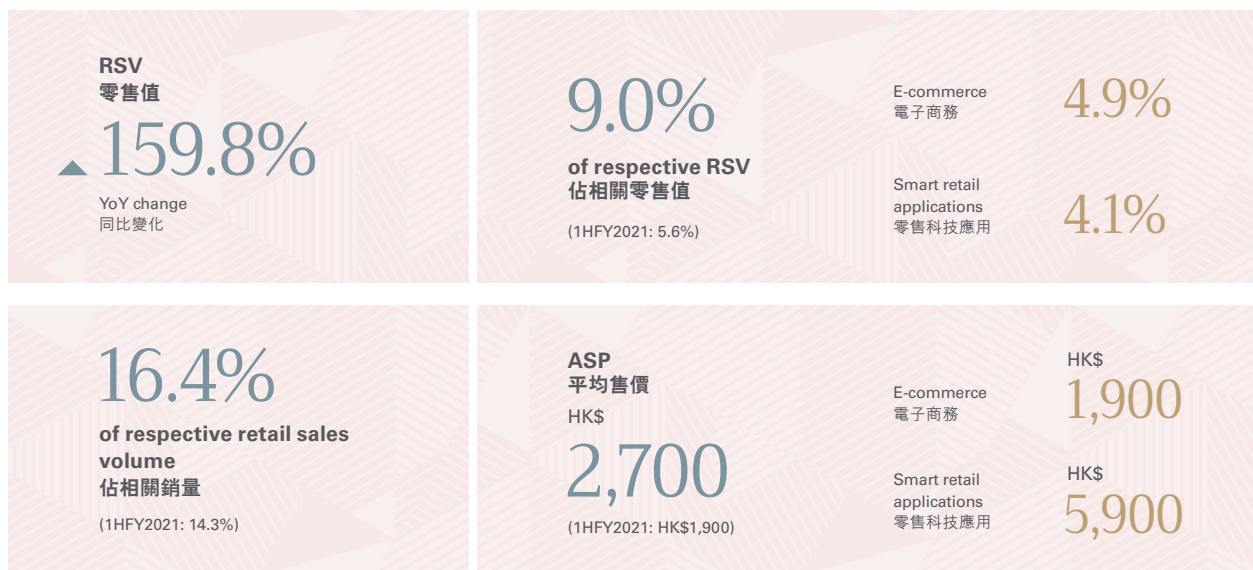 RSV
零售值
159.8%
YoY change
同比變化
9.0%
of respective RSV
佔相關零售值
(1HFY2021: 5.6%)
E-commerce
電子商務
4.9%
Smart retail
applications
零售科技應用
4.1%
16.4%
of respective retail sales
volume
佔相關銷量
(1HFY2021: 14.3%)
ASP
平均售價
HK$
2,700
(1HFY2021: HK$1,900)
E-commerce
電子商務
HK$
1,900
Smart retail
applications
零售科技應用
HK$
5,900